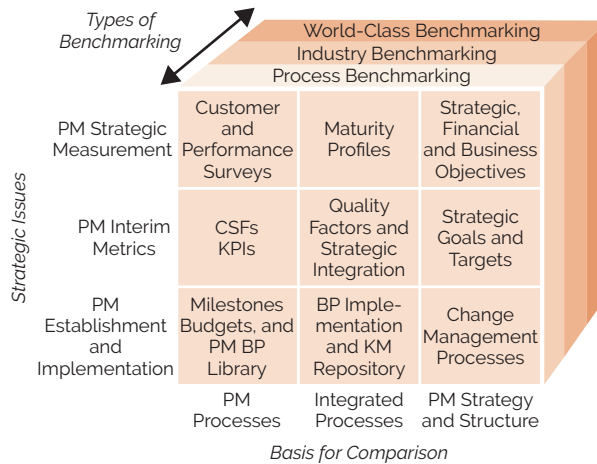 Types of
Benchmarking
World-Class Benchmarking
Industry Benchmarking
Process Benchmarking
Strategic Issues
PM Strategic
Measurement
Customer
and
Performance
Surveys
Maturity
Profiles
Strategic,
Financial
and Business
Objectives
PM Interim
Metrics
CSFs
KPIs
Quality
Factors and
Strategic
Integration
Strategic
Goals and
Targets
PM
Establishment
and
Implementation
Milestones
Budgets, and
PM BP
Library
BP Imple-
mentation
and KM
Repository
Change
Management
Processes
PM
Processes
Integrated
Processes
PM Strategy
and Structure
Basis for Comparison